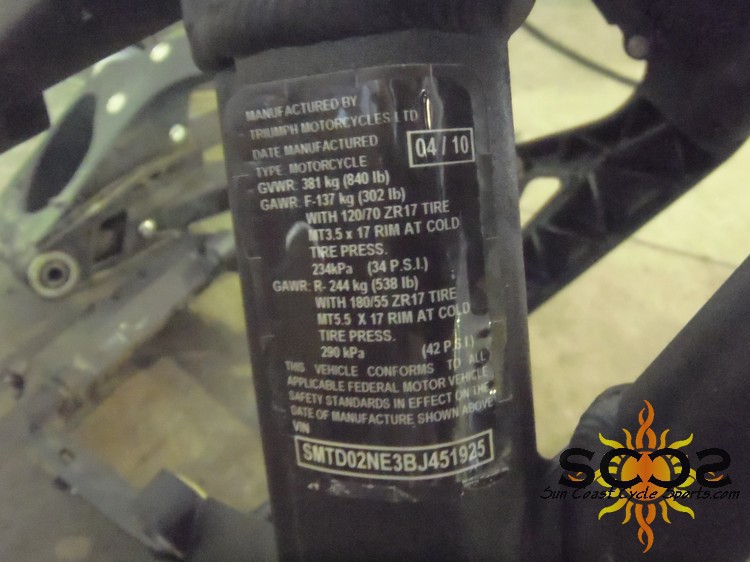 MANUFACTURED BY
TRIUMPH MOTORCYCLES LTD
DATE MANUFACTURED 04/10
TYPE MOTORCYCLE
GVWR: 381 kg (840 lb)
GAWR: F-137 kg (302 lb)
WITH 120/70 ZR17 TIRE
MT3.5 x 17 RIM AT COLD
TIRE PRESS.
234kPa (34 P.S.I.)
GAWR: R- 244 kg (538 lb)
WITH 180/55 ZR17 TIRE
MT5.5 X 17 RIM AT COLD
TIRE PRESS.
290 kPa (42 P.S.I)
THIS VEHICLE CONFORMS TO ALL
APPLICABLE FEDERAL MOTOR VEHICLE
SAFETY STANDARDS IN EFFECT ON THE
DATE OF MANUFACTURE SHOWN ABOVE
VIN
SMTD02NE3BJ451925
SCCS
Sun Coast Cycle Sports.com